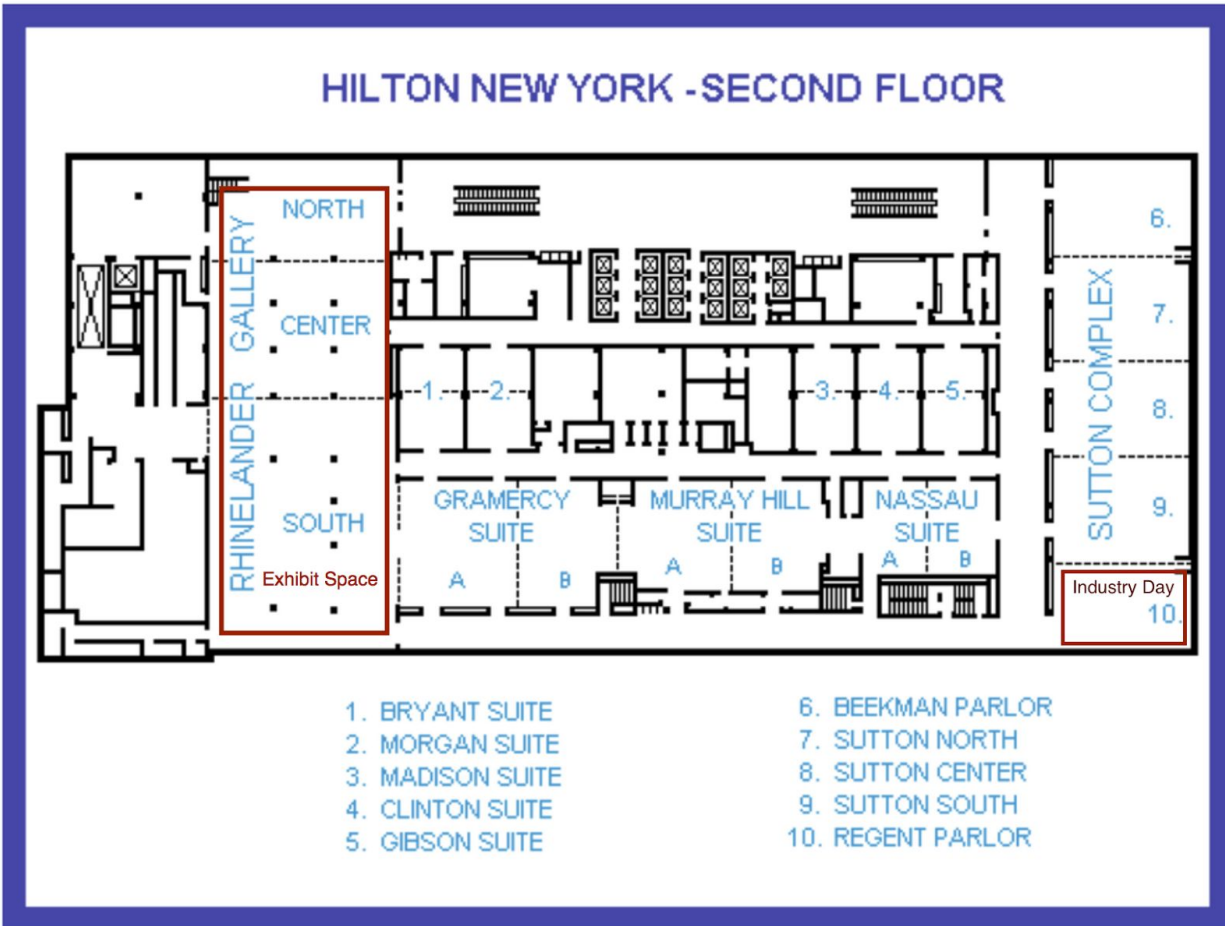 HILTON NEW YORK - SECOND FLOOR
RHINELANDER GALLERY
NORTH
CENTER
SOUTH
Exhibit Space
1.
2.
3.
4.
5.
GRAMERCY
SUITE
A
B
MURRAY HILL
SUITE
A
B
NASSAU
SUITE
A
B
SUTTON COMPLEX
6.
7.
8.
9.
Industry Day
10.
1. BRYANT SUITE
2. MORGAN SUITE
3. MADISON SUITE
4. CLINTON SUITE
5. GIBSON SUITE
6. BEEKMAN PARLOR
7. SUTTON NORTH
8. SUTTON CENTER
9. SUTTON SOUTH
10. REGENT PARLOR